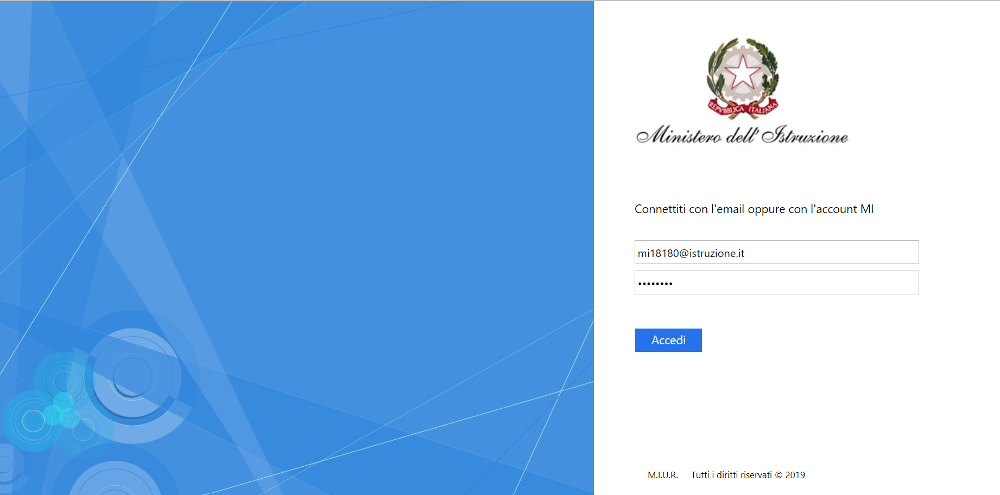 REPVBBLICA ITALIANA
Ministero dell'Istruzione
Connettiti con l'email oppure con l'account MI
mi18180@istruzione.it
••••••••
Accedi
M.I.U.R. Tutti i diritti riservati © 2019